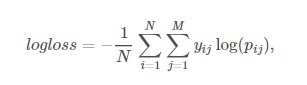 logloss = -\frac{1}{N} \sum_{i=1}^{N} \sum_{j=1}^{M} y_{ij} \log(p_{ij}),